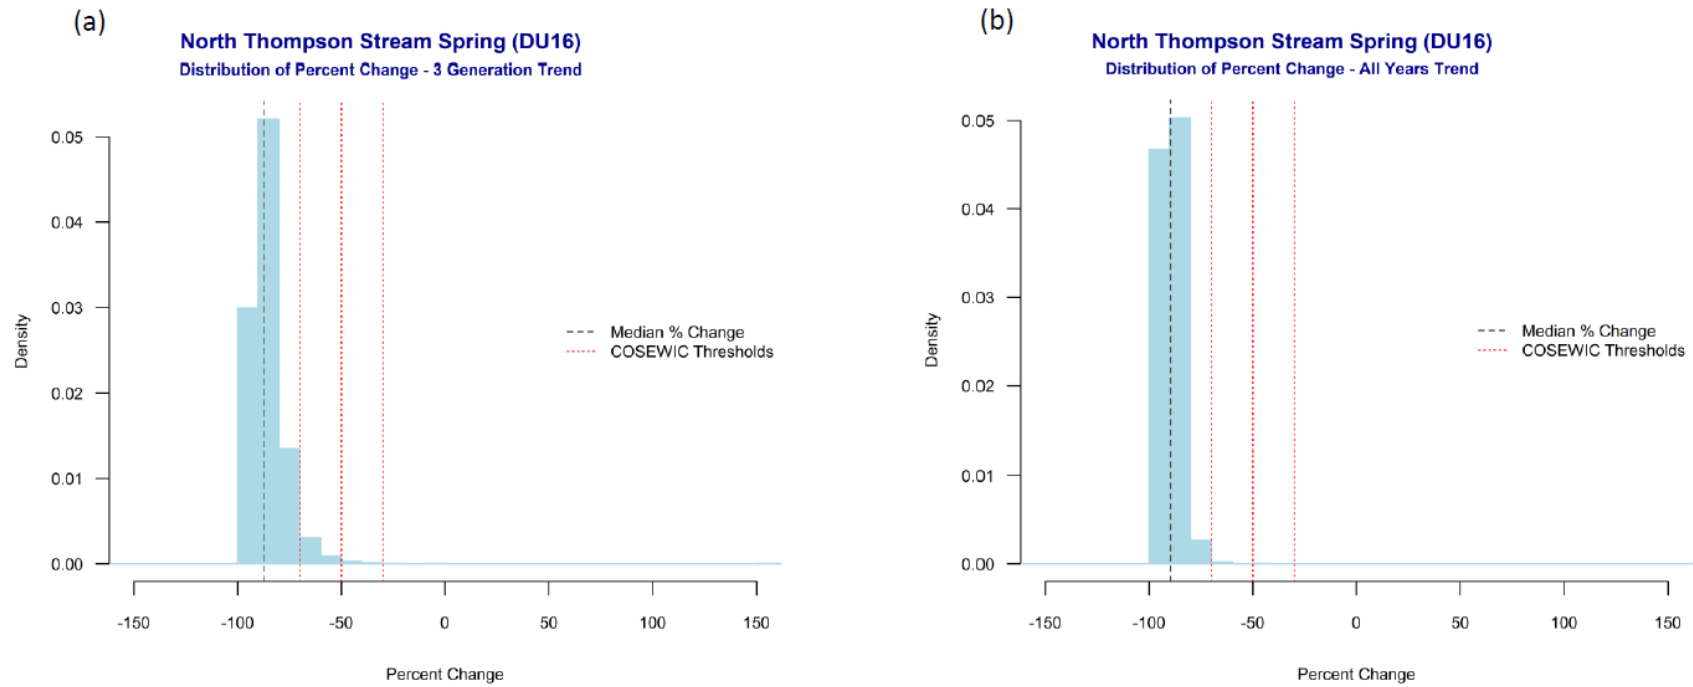 (a)
North Thompson Stream Spring (DU16)
Distribution of Percent Change - 3 Generation Trend
0.05
0.04
0.03
0.02
0.01
0.00
Density
Median % Change
COSEWIC Thresholds
-150 -100 -50 0 50 100 150
Percent Change
(b)
North Thompson Stream Spring (DU16)
Distribution of Percent Change - All Years Trend
0.05
0.04
0.03
0.02
0.01
0.00
Density
Median % Change
COSEWIC Thresholds
-150 -100 -50 0 50 100 150
Percent Change